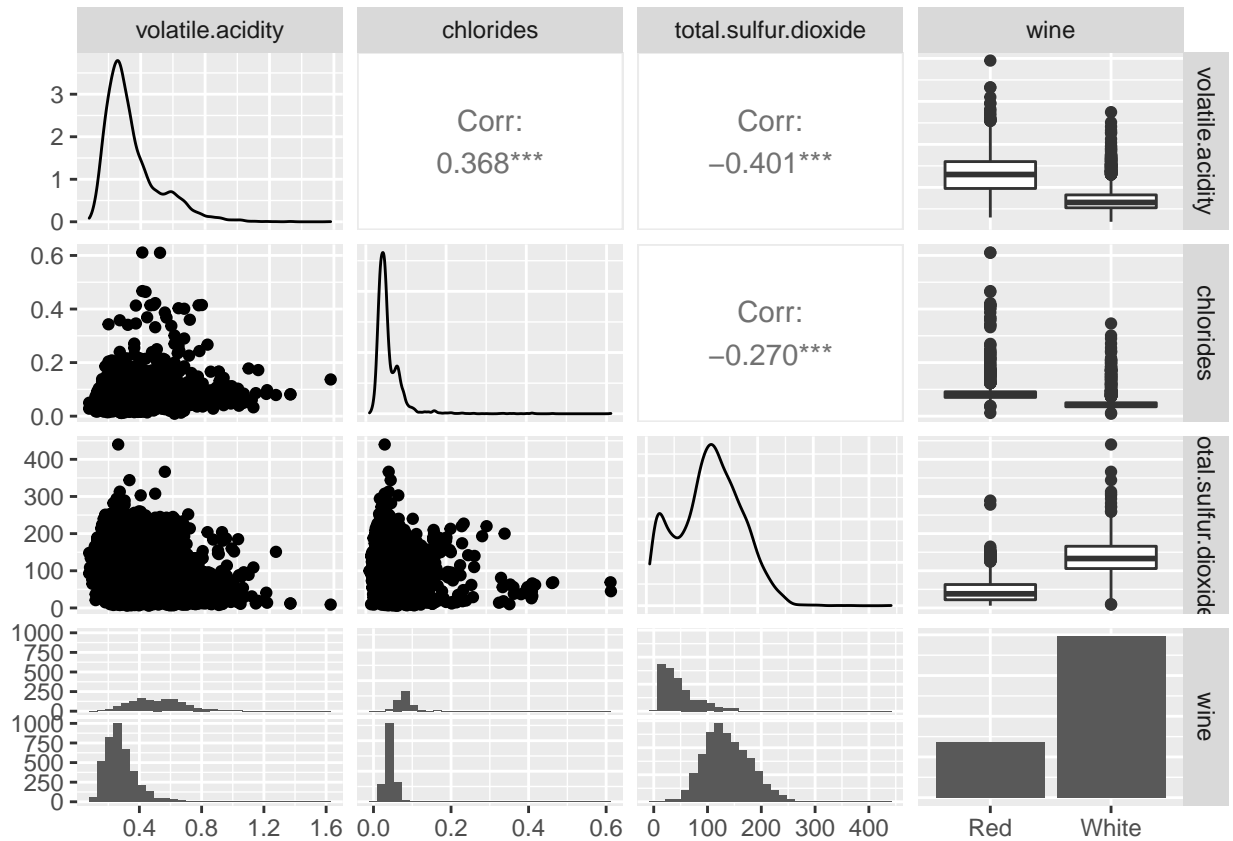 volatile.acidity chlorides total.sulfur.dioxide wine
3
2
1
0
Corr:
0.368***
Corr:
−0.401***
volatile.acidity
0.6
0.4
0.2
0.0
Corr:
−0.270***
chlorides
400
300
200
100
0
otal.sulfur.dioxide
1000
750
500
250
0
1000
750
500
250
0
wine
0.4 0.8 1.2 1.6 0.0 0.2 0.4 0.6 0 100 200 300 400 Red White